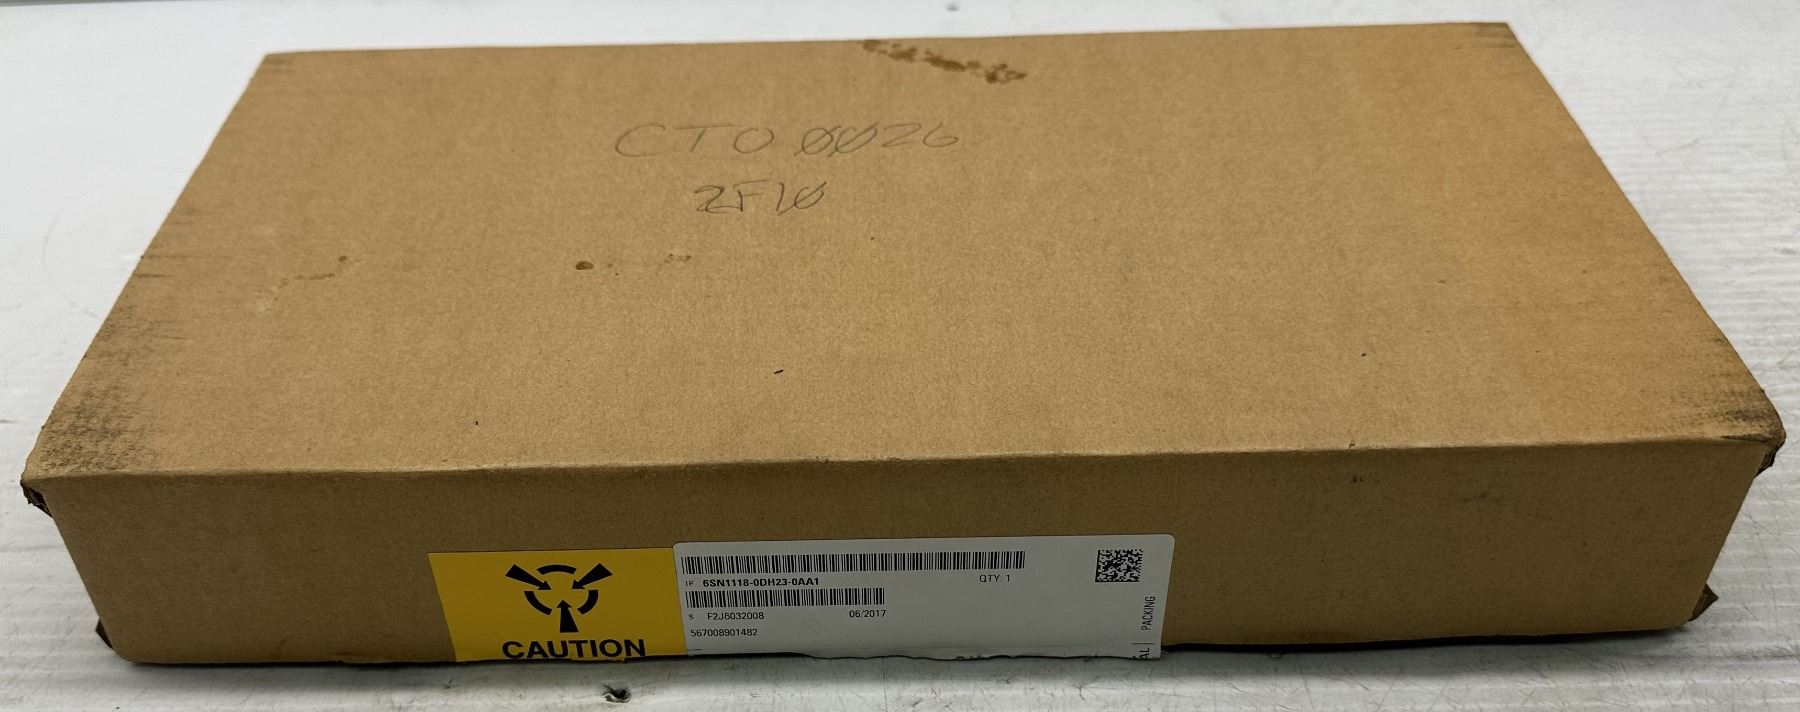 CTO 0026
2F10
1P 6SN1118-0DH23-0AA1 QTY: 1
S F2J6032008 06/2017
567008901482
PACKING
CAUTION